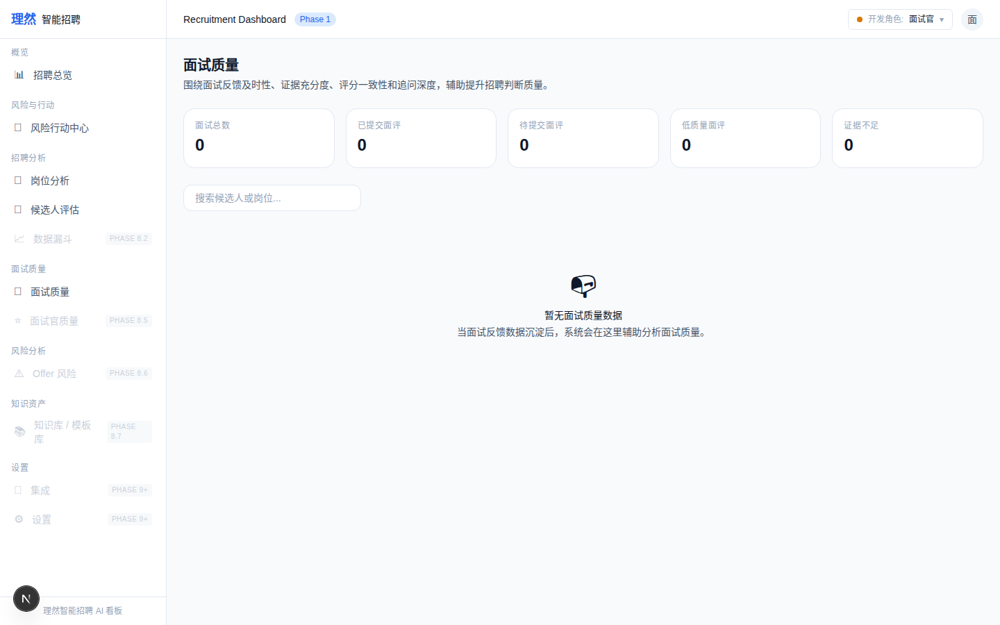 理然 智能招聘
Recruitment Dashboard Phase 1
开发角色: 面试官
面
概览
招聘总览
风险与行动
风险行动中心
招聘分析
岗位分析
候选人评估
数据漏斗 PHASE 8.2
面试质量
面试质量
面试官质量 PHASE 8.5
风险分析
Offer 风险 PHASE 8.6
知识资产
知识库 / 模板
库
PHASE
8.7
设置
集成 PHASE 9+
设置 PHASE 9+
理然智能招聘 AI 看板
面试质量
围绕面试反馈及时性、证据充分度、评分一致性和追问深度，辅助提升招聘判断质量。
面试总数
0
已提交面评
0
待提交面评
0
低质量面评
0
证据不足
0
搜索候选人或岗位...
暂无面试质量数据
当面试反馈数据沉淀后，系统会在这里辅助分析面试质量。